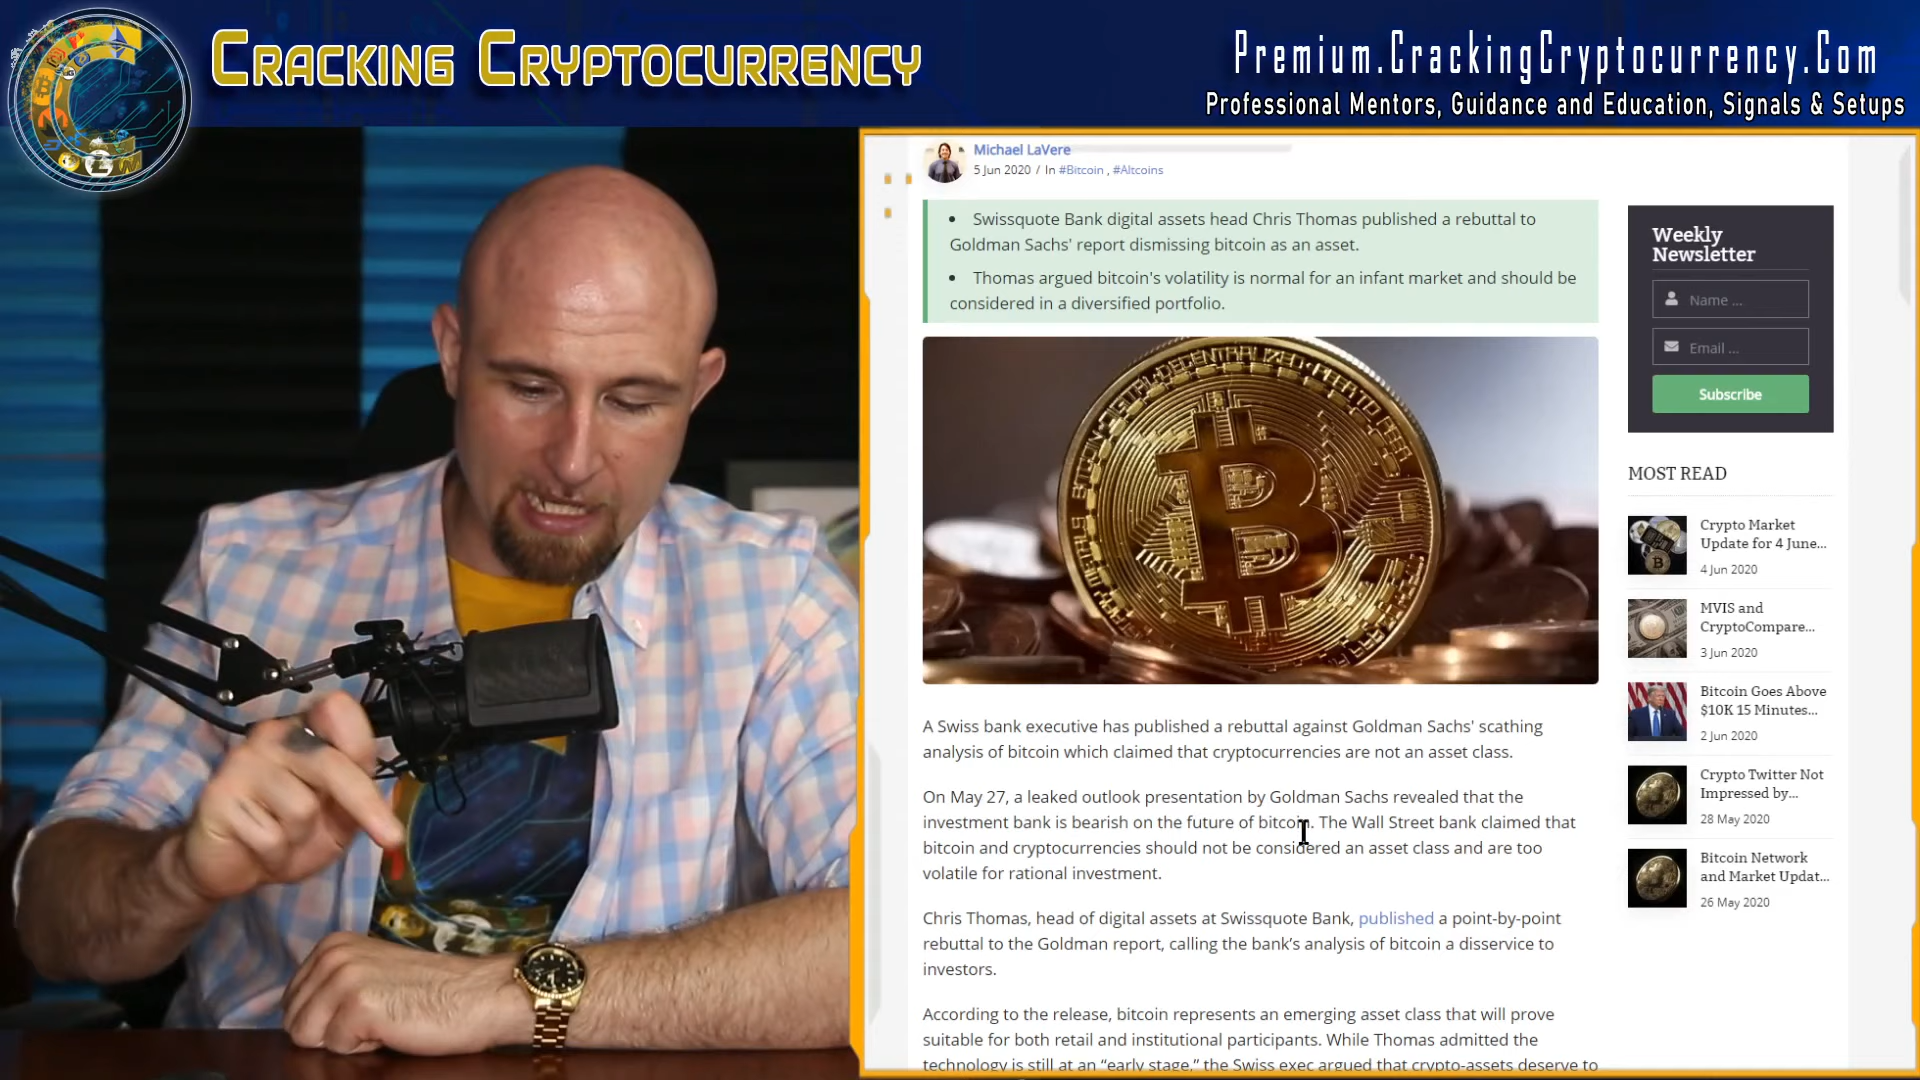 Cracking Cryptocurrency
Premium.CrackingCryptocurrency.Com
Professional Mentors, Guidance and Education, Signals & Setups
Michael LaVere
5 Jun 2020 / In #Bitcoin , #Altcoins
• Swissquote Bank digital assets head Chris Thomas published a rebuttal to
Goldman Sachs' report dismissing bitcoin as an asset.
• Thomas argued bitcoin's volatility is normal for an infant market and should be
considered in a diversified portfolio.
A Swiss bank executive has published a rebuttal against Goldman Sachs' scathing
analysis of bitcoin which claimed that cryptocurrencies are not an asset class.
On May 27, a leaked outlook presentation by Goldman Sachs revealed that the
investment bank is bearish on the future of bitcoin. The Wall Street bank claimed that
bitcoin and cryptocurrencies should not be considered an asset class and are too
volatile for rational investment.
Chris Thomas, head of digital assets at Swissquote Bank, published a point-by-point
rebuttal to the Goldman report, calling the bank's analysis of bitcoin a disservice to
investors.
According to the release, bitcoin represents an emerging asset class that will prove
suitable for both retail and institutional participants. While Thomas admitted the
technology is still at an “early stage,” the Swiss exec argued that crypto-assets deserve to
Weekly
Newsletter
Name ...
Email ...
Subscribe
MOST READ
Crypto Market
Update for 4 June...
4 Jun 2020
MVIS and
CryptoCompare...
3 Jun 2020
Bitcoin Goes Above
$10K 15 Minutes...
2 Jun 2020
Crypto Twitter Not
Impressed by...
28 May 2020
Bitcoin Network
and Market Updat...
26 May 2020